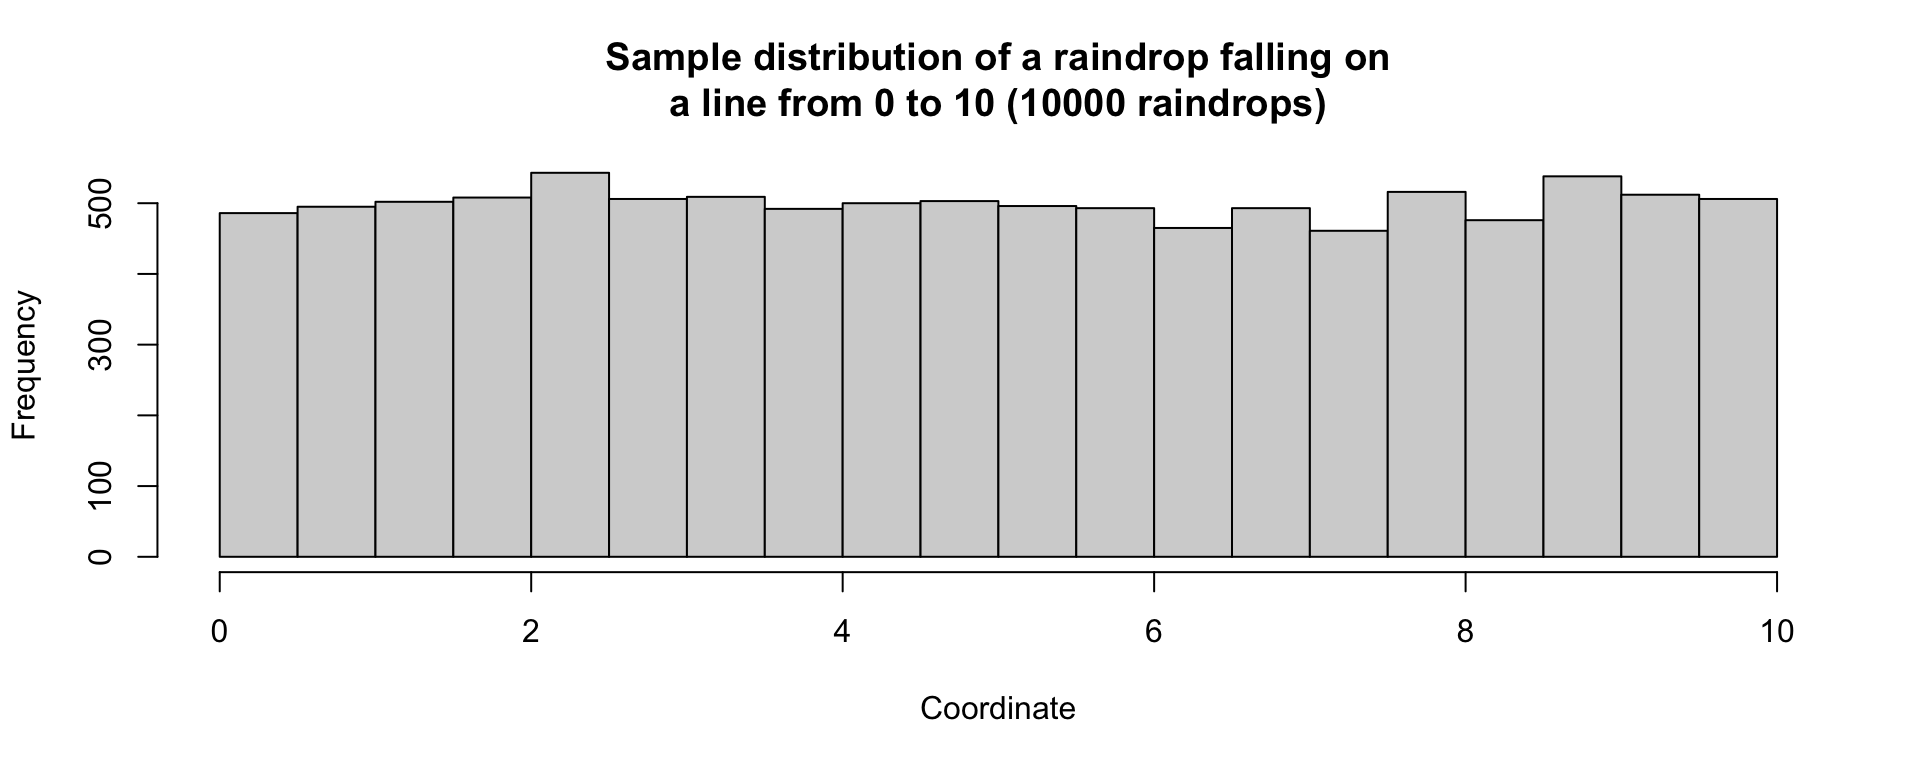 Sample distribution of a raindrop falling on
a line from 0 to 10 (10000 raindrops)
Frequency
500
300
100
0
0 2 4 6 8 10
Coordinate